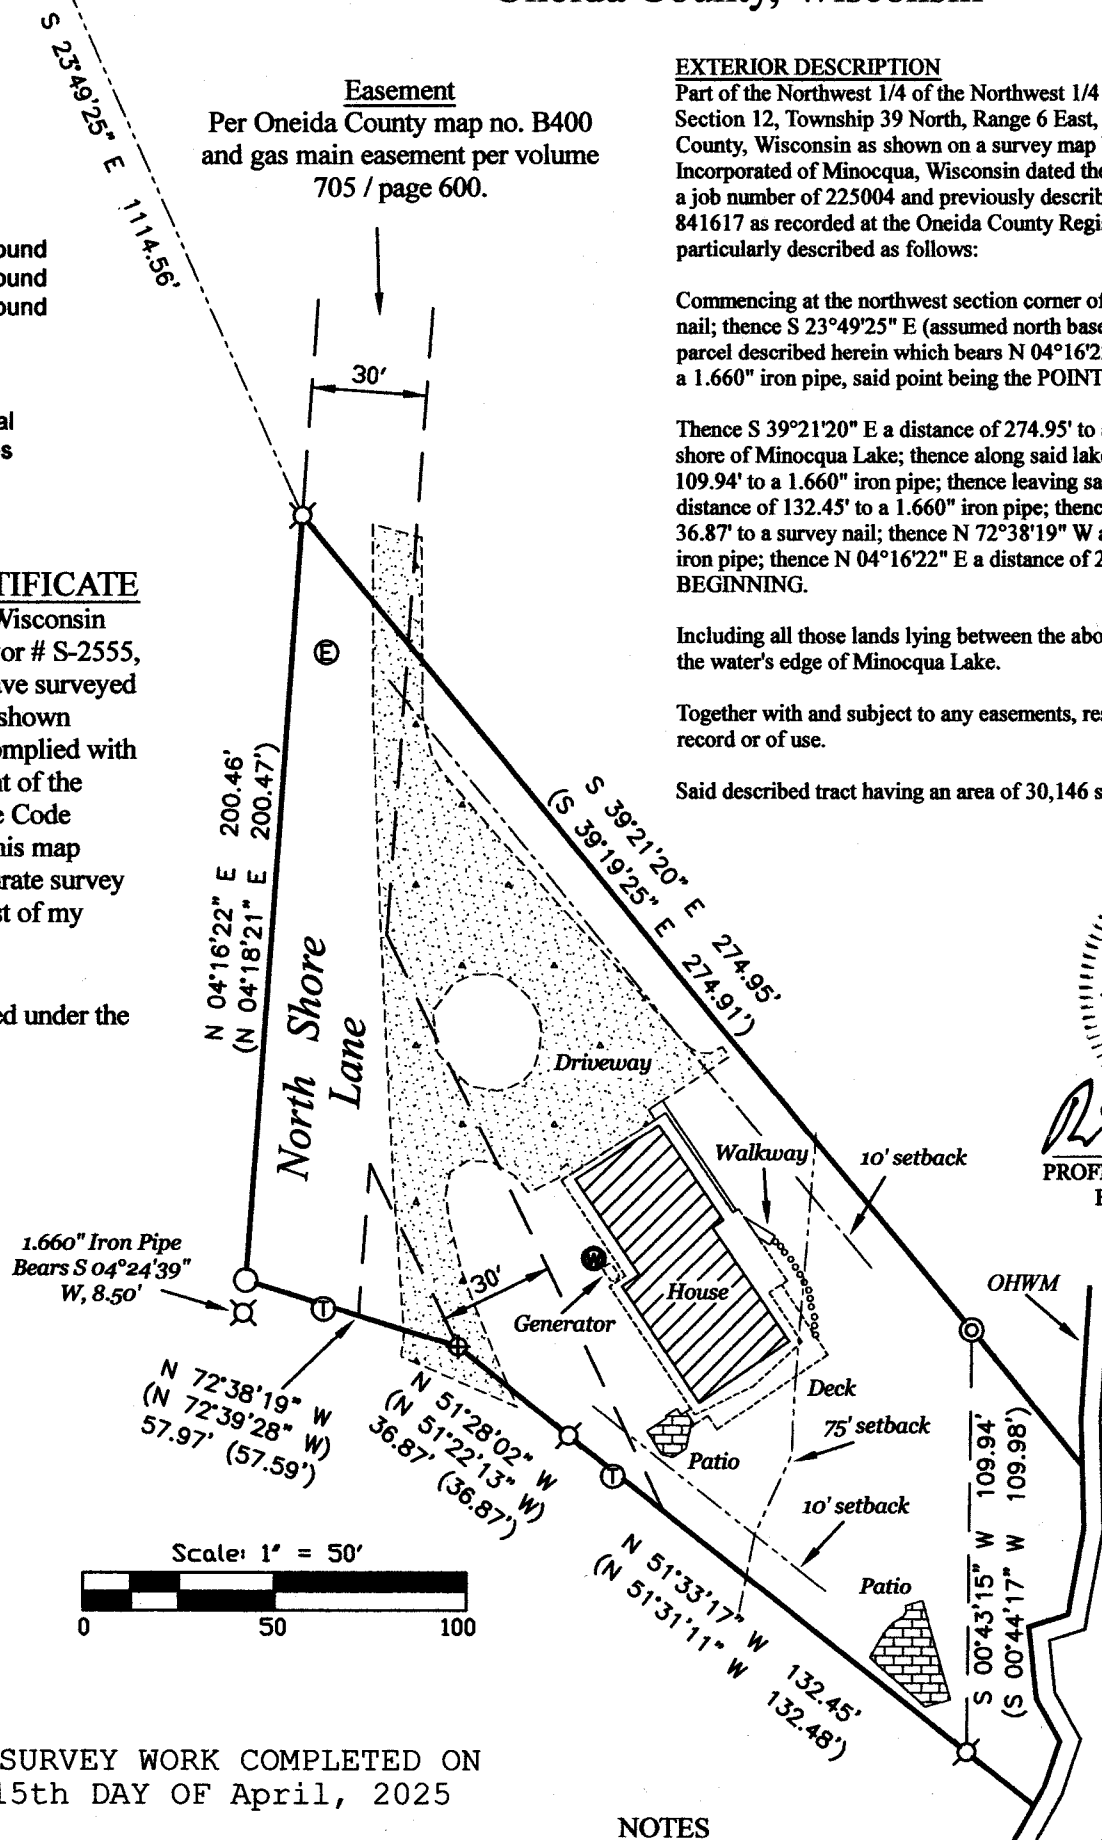 Oneida County, Wisconsin
S 23°49'25" E 1114.56'
Easement
Per Oneida County map no. B400
and gas main easement per volume
705 / page 600.
30'
ound
ound
ound
al
s
EXTERIOR DESCRIPTION
Part of the Northwest 1/4 of the Northwest 1/4
Section 12, Township 39 North, Range 6 East,
County, Wisconsin as shown on a survey map
Incorporated of Minocqua, Wisconsin dated the
a job number of 225004 and previously describ
841617 as recorded at the Oneida County Regi
particularly described as follows:
Commencing at the northwest section corner of
nail; thence S 23°49'25" E (assumed north base
parcel described herein which bears N 04°16'2
a 1.660" iron pipe, said point being the POINT
Thence S 39°21'20" E a distance of 274.95' to
shore of Minocqua Lake; thence along said lak
109.94' to a 1.660" iron pipe; thence leaving sa
distance of 132.45' to a 1.660" iron pipe; thenc
36.87' to a survey nail; thence N 72°38'19" W a
iron pipe; thence N 04°16'22" E a distance of 2
BEGINNING.
Including all those lands lying between the abo
the water's edge of Minocqua Lake.
Together with and subject to any easements, res
record or of use.
Said described tract having an area of 30,146 s
TIFICATE
Wisconsin
or # S-2555,
ave surveyed
shown
omplied with
nt of the
e Code
his map
rate survey
st of my
ed under the
E
N 04°16'22" E 200.46'
(N 04°18'21" E 200.47')
S 39°21'20" E 274.95'
(S 39°19'25" E 274.91')
North Shore
Lane
Driveway
Walkway
10' setback
PROF
1.660" Iron Pipe
Bears S 04°24'39"
W, 8.50'
T
30'
W
House
Generator
OHWM
N 72°38'19" W
(N 72°39'28" W)
57.97' (57.59')
N 51°28'02" W
(N 51°22'13" W)
36.87' (36.87')
Deck
75' setback
Patio
T
10' setback
S 00°43'15" W 109.94'
(S 00°44'17" W 109.98')
N 51°33'17" W 132.45'
(N 51°31'11" W 132.48')
Patio
Scale: 1" = 50'
0 50 100
SURVEY WORK COMPLETED ON
15th DAY OF April, 2025
NOTES